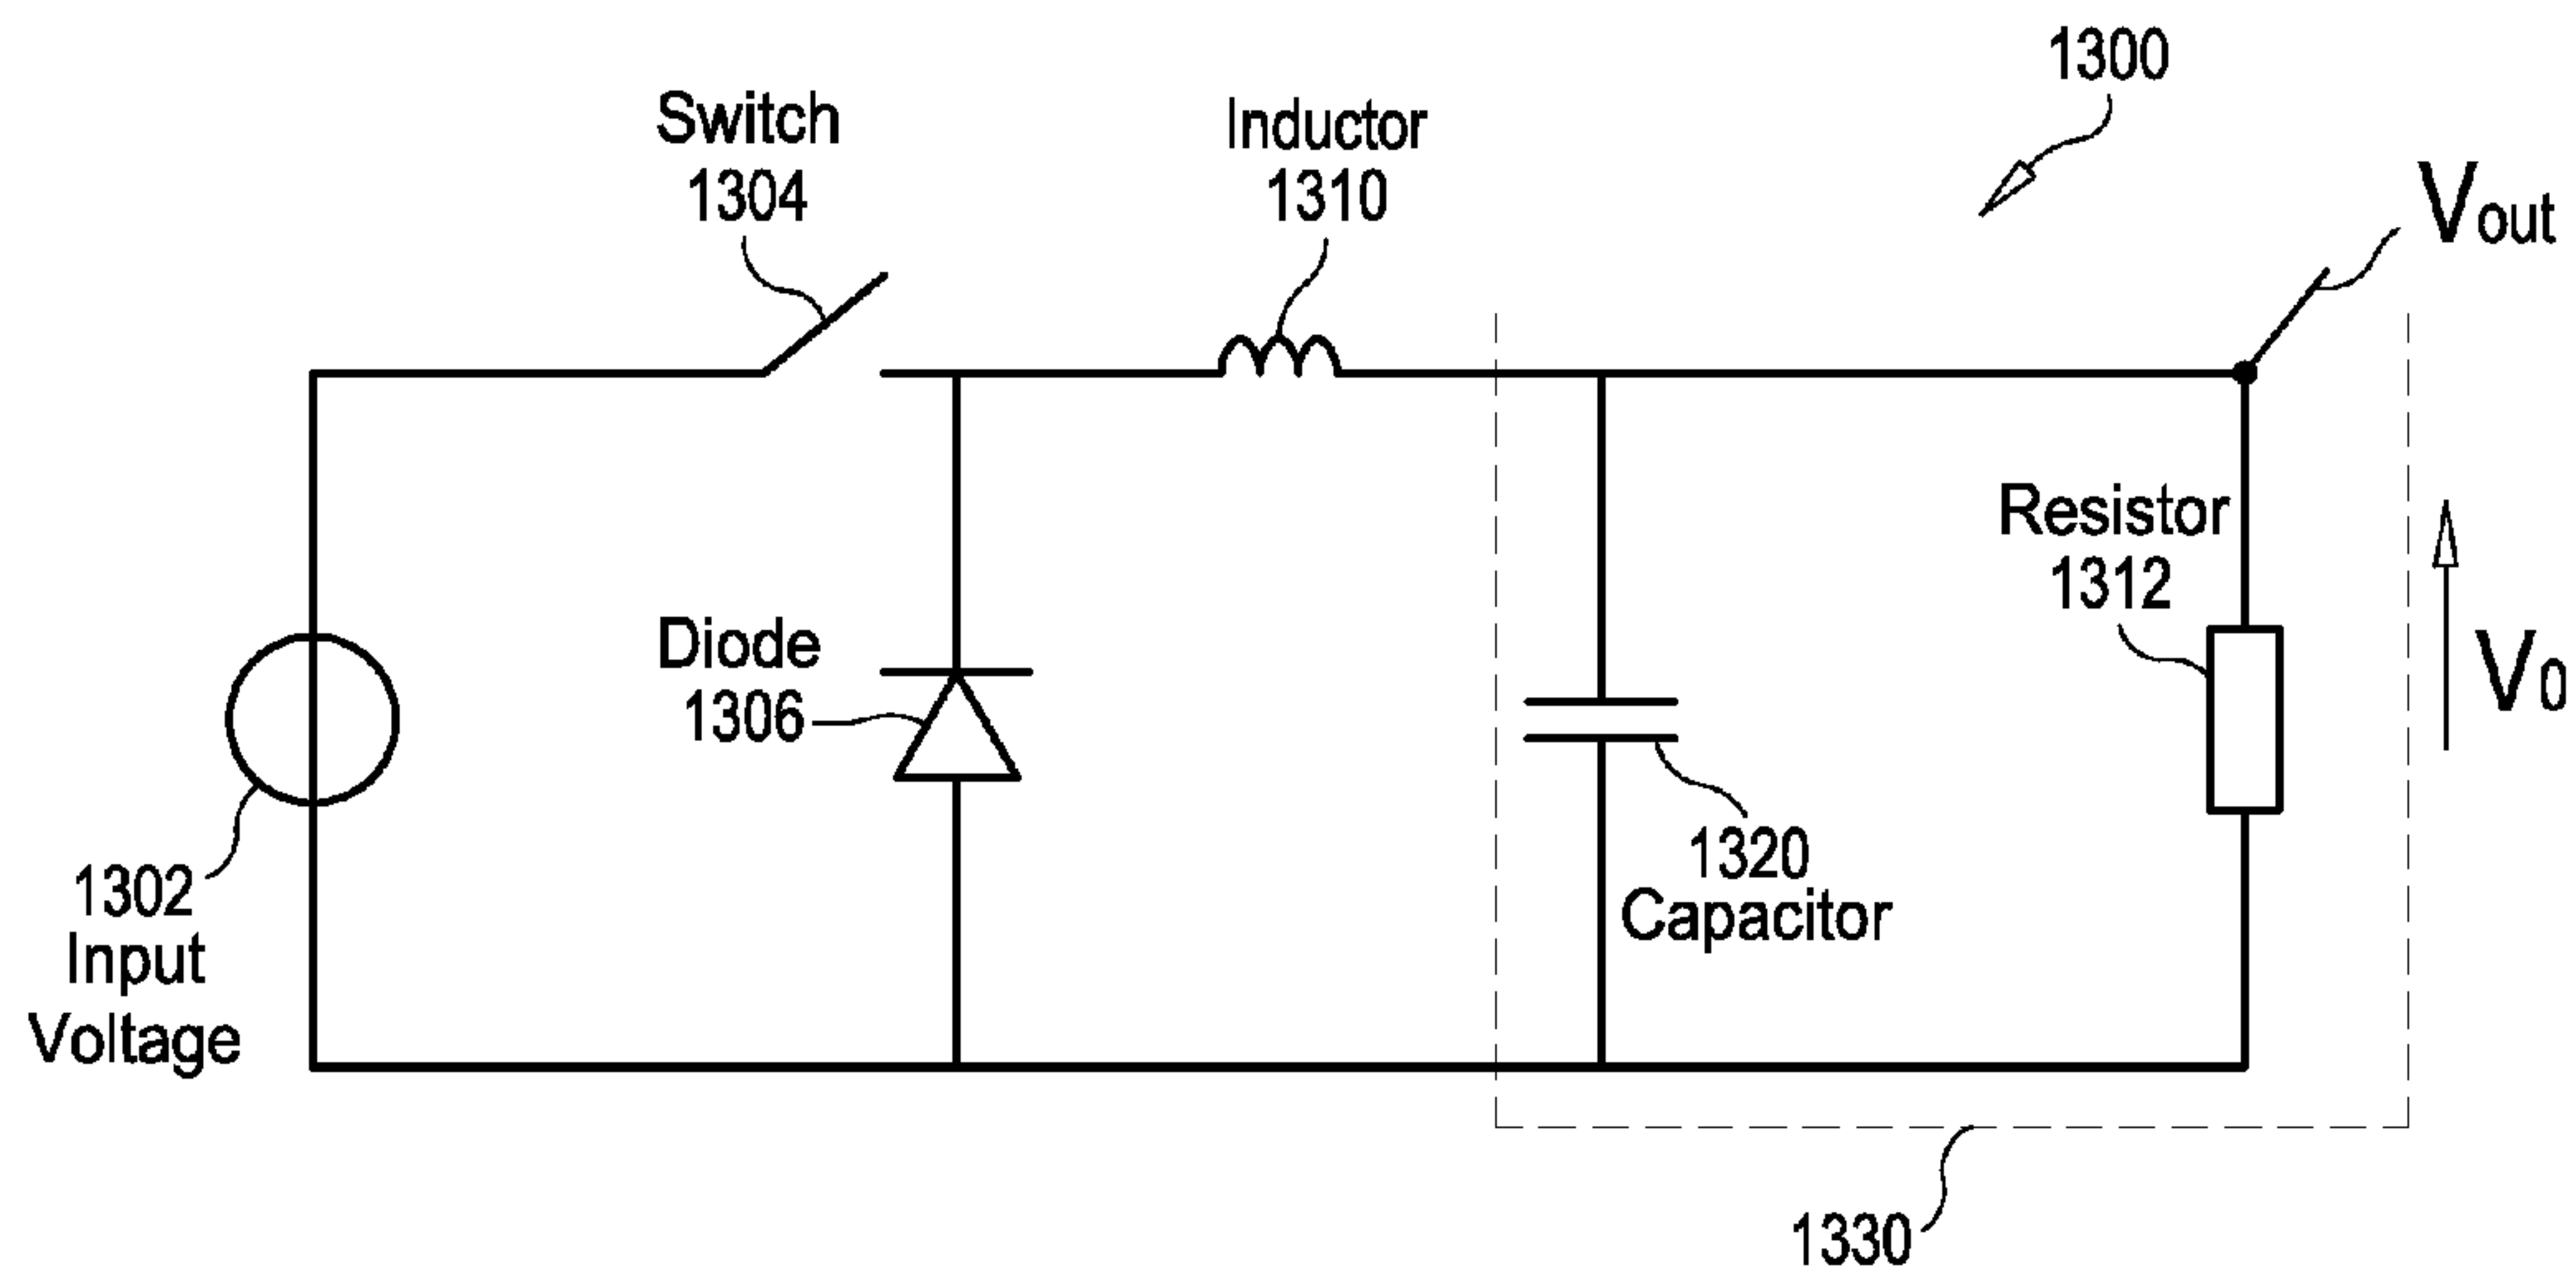 1300
Switch
1304
Inductor
1310
Vout
Resistor
1312
Diode
1306
V0
1320
Capacitor
1302
Input
Voltage
1330